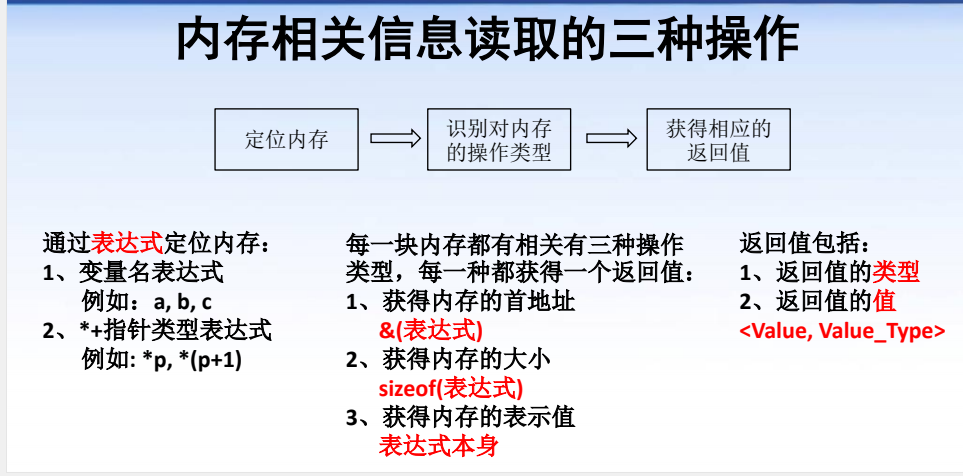 内存相关信息读取的三种操作
定位内存
识别对内存
的操作类型
获得相应的
返回值
通过表达式定位内存：
1、变量名表达式
例如：a, b, c
2、*+指针类型表达式
例如: *p, *(p+1)
每一块内存都有相关有三种操作
类型，每一种都获得一个返回值：
1、获得内存的首地址
&(表达式)
2、获得内存的大小
sizeof(表达式)
3、获得内存的表示值
表达式本身
返回值包括：
1、返回值的类型
2、返回值的值
<Value, Value_Type>